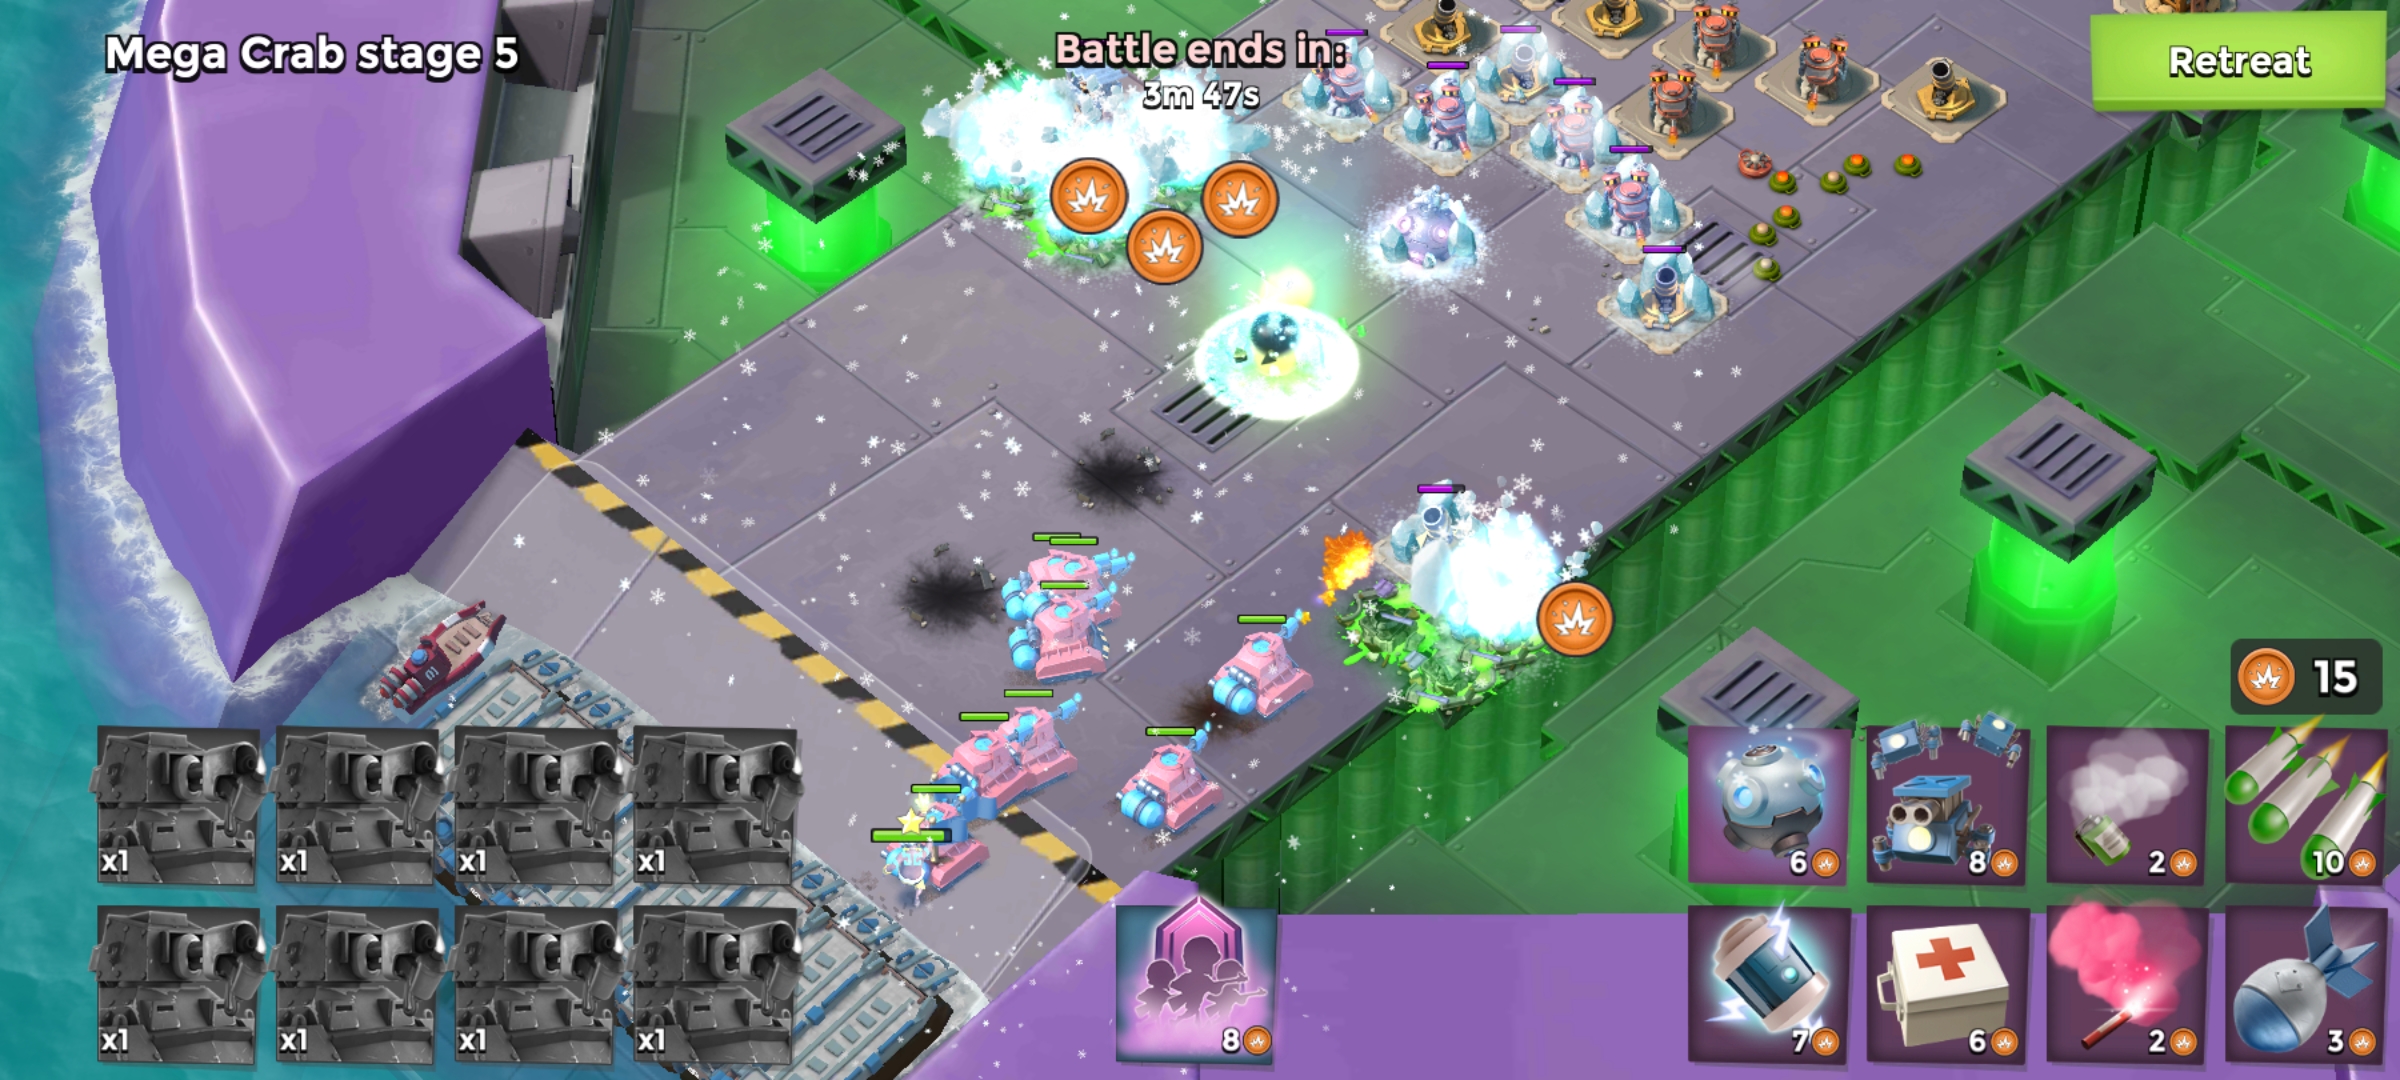 Mega Crab stage 5
Battle ends in:
3m 47s
Retreat
15
x1
x1
x1
x1
6
8
2
10
x1
x1
x1
x1
8
7
6
2
3